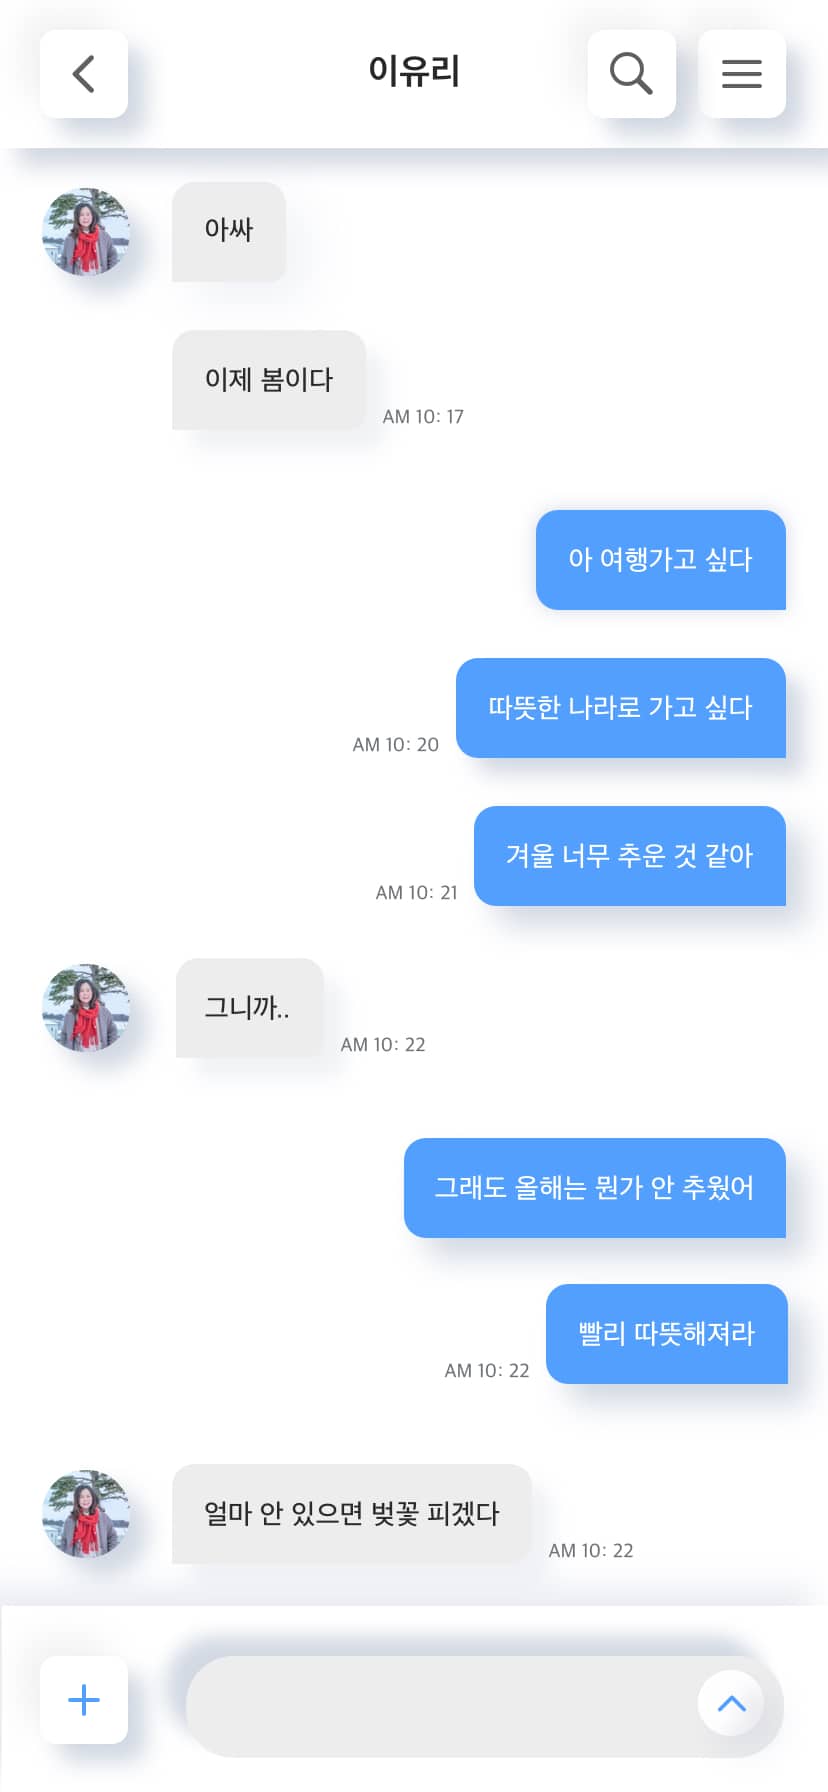 이유리
아싸
이제 봄이다
AM 10: 17
아 여행가고 싶다
따뜻한 나라로 가고 싶다
AM 10: 20
겨울 너무 추운 것 같아
AM 10: 21
그니까..
AM 10: 22
그래도 올해는 뭔가 안 추웠어
빨리 따뜻해져라
AM 10: 22
얼마 안 있으면 벚꽃 피겠다
AM 10: 22